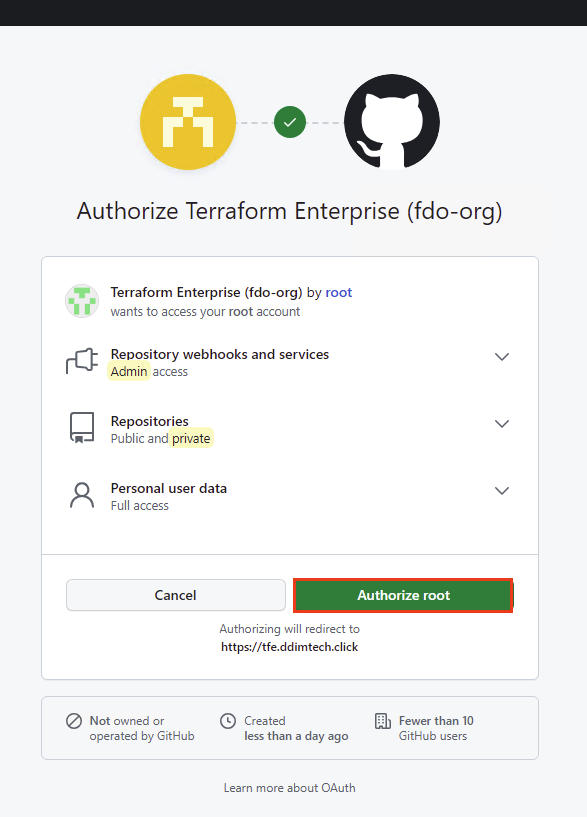 Authorize Terraform Enterprise (fdo-org)
Terraform Enterprise (fdo-org) by root
wants to access your root account
Repository webhooks and services
Admin access
Repositories
Public and private
Personal user data
Full access
Cancel
Authorize root
Authorizing will redirect to
https://tfe.ddimtech.click
Not owned or
operated by GitHub
Created
less than a day ago
Fewer than 10
GitHub users
Learn more about OAuth